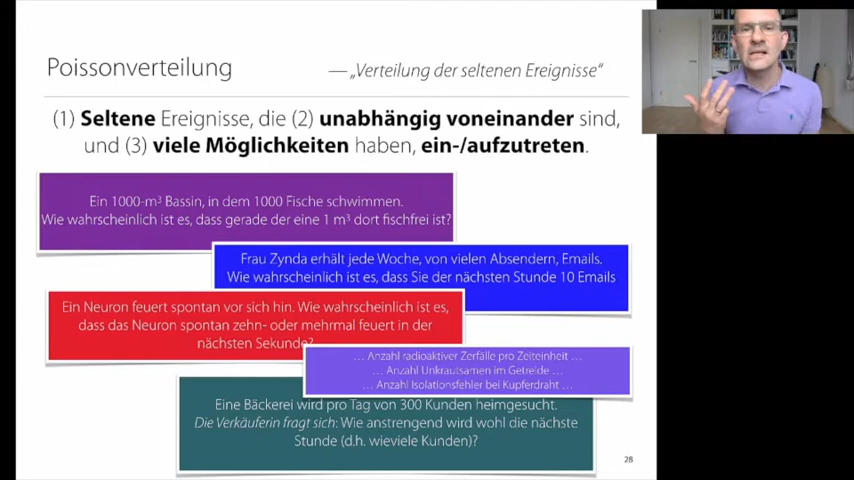 Poissonverteilung
— „Verteilung der seltenen Ereignisse“
(1) Seltene Ereignisse, die (2) unabhängig voneinander sind,
und (3) viele Möglichkeiten haben, ein-/aufzutreten.
Ein 1000-m³ Bassin, in dem 1000 Fische schwimmen.
Wie wahrscheinlich ist es, dass gerade der eine 1 m³ dort fischfrei ist?
Frau Zynda erhält jede Woche, von vielen Absendern, Emails.
Wie wahrscheinlich ist es, dass Sie der nächsten Stunde 10 Emails
Ein Neuron feuert spontan vor sich hin. Wie wahrscheinlich ist es,
dass das Neuron spontan zehn- oder mehrmal feuert in der
nächsten Sekunde?
… Anzahl radioaktiver Zerfälle pro Zeiteinheit …
… Anzahl Unkrautsamen im Getreide …
… Anzahl Isolationsfehler bei Kupferdraht …
Eine Bäckerei wird pro Tag von 300 Kunden heimgesucht.
Die Verkäuferin fragt sich: Wie anstrengend wird wohl die nächste
Stunde (d.h. wieviele Kunden)?
28